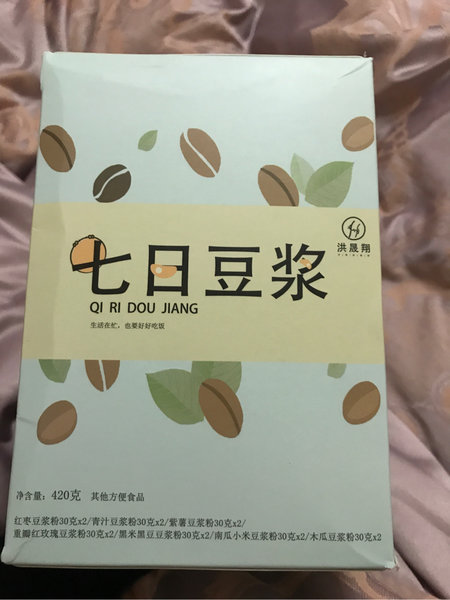 洪晟翔
七日豆浆
QI RI DOU JIANG
生活在忙，也要好好吃饭
净含量：420克 其他方便食品
红枣豆浆粉30克x2/青汁豆浆粉30克x2/紫薯豆浆粉30克x2/
重瓣红玫瑰豆浆粉30克x2/黑米黑豆豆浆粉30克x2/南瓜小米豆浆粉30克x2/木瓜豆浆粉30克x2